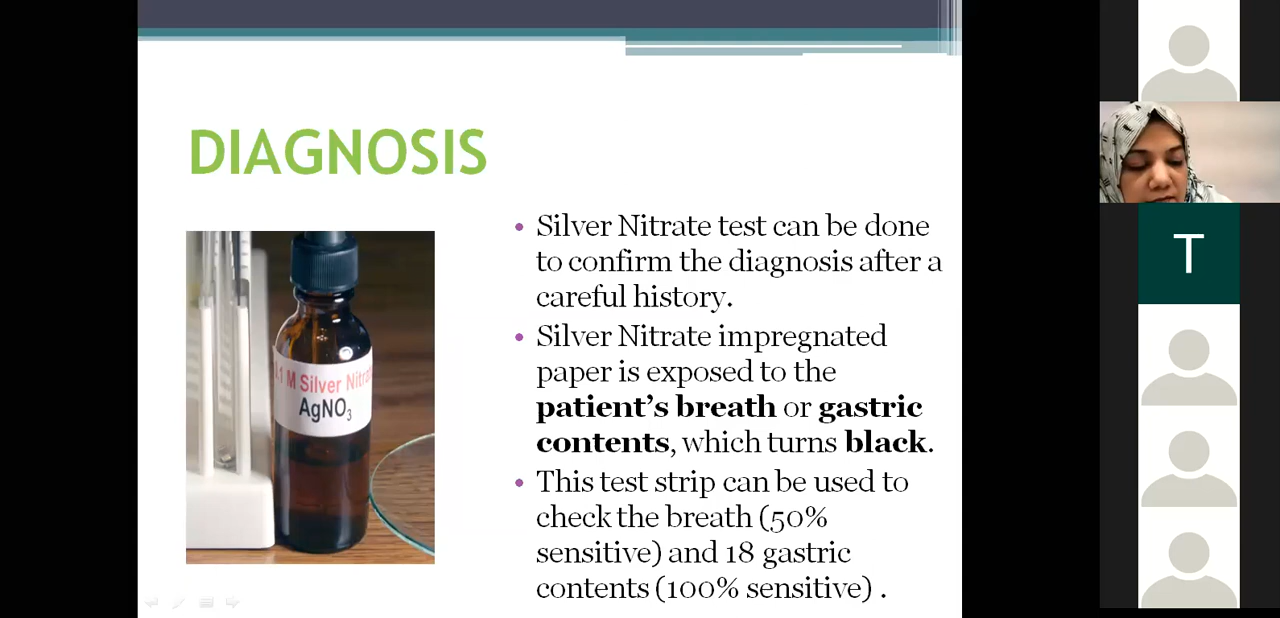 DIAGNOSIS
• Silver Nitrate test can be done
to confirm the diagnosis after a
careful history.
• Silver Nitrate impregnated
paper is exposed to the
patient's breath or gastric
contents, which turns black.
• This test strip can be used to
check the breath (50%
sensitive) and 18 gastric
contents (100% sensitive) .
.1 M Silver Nitra
AgNO₃
T